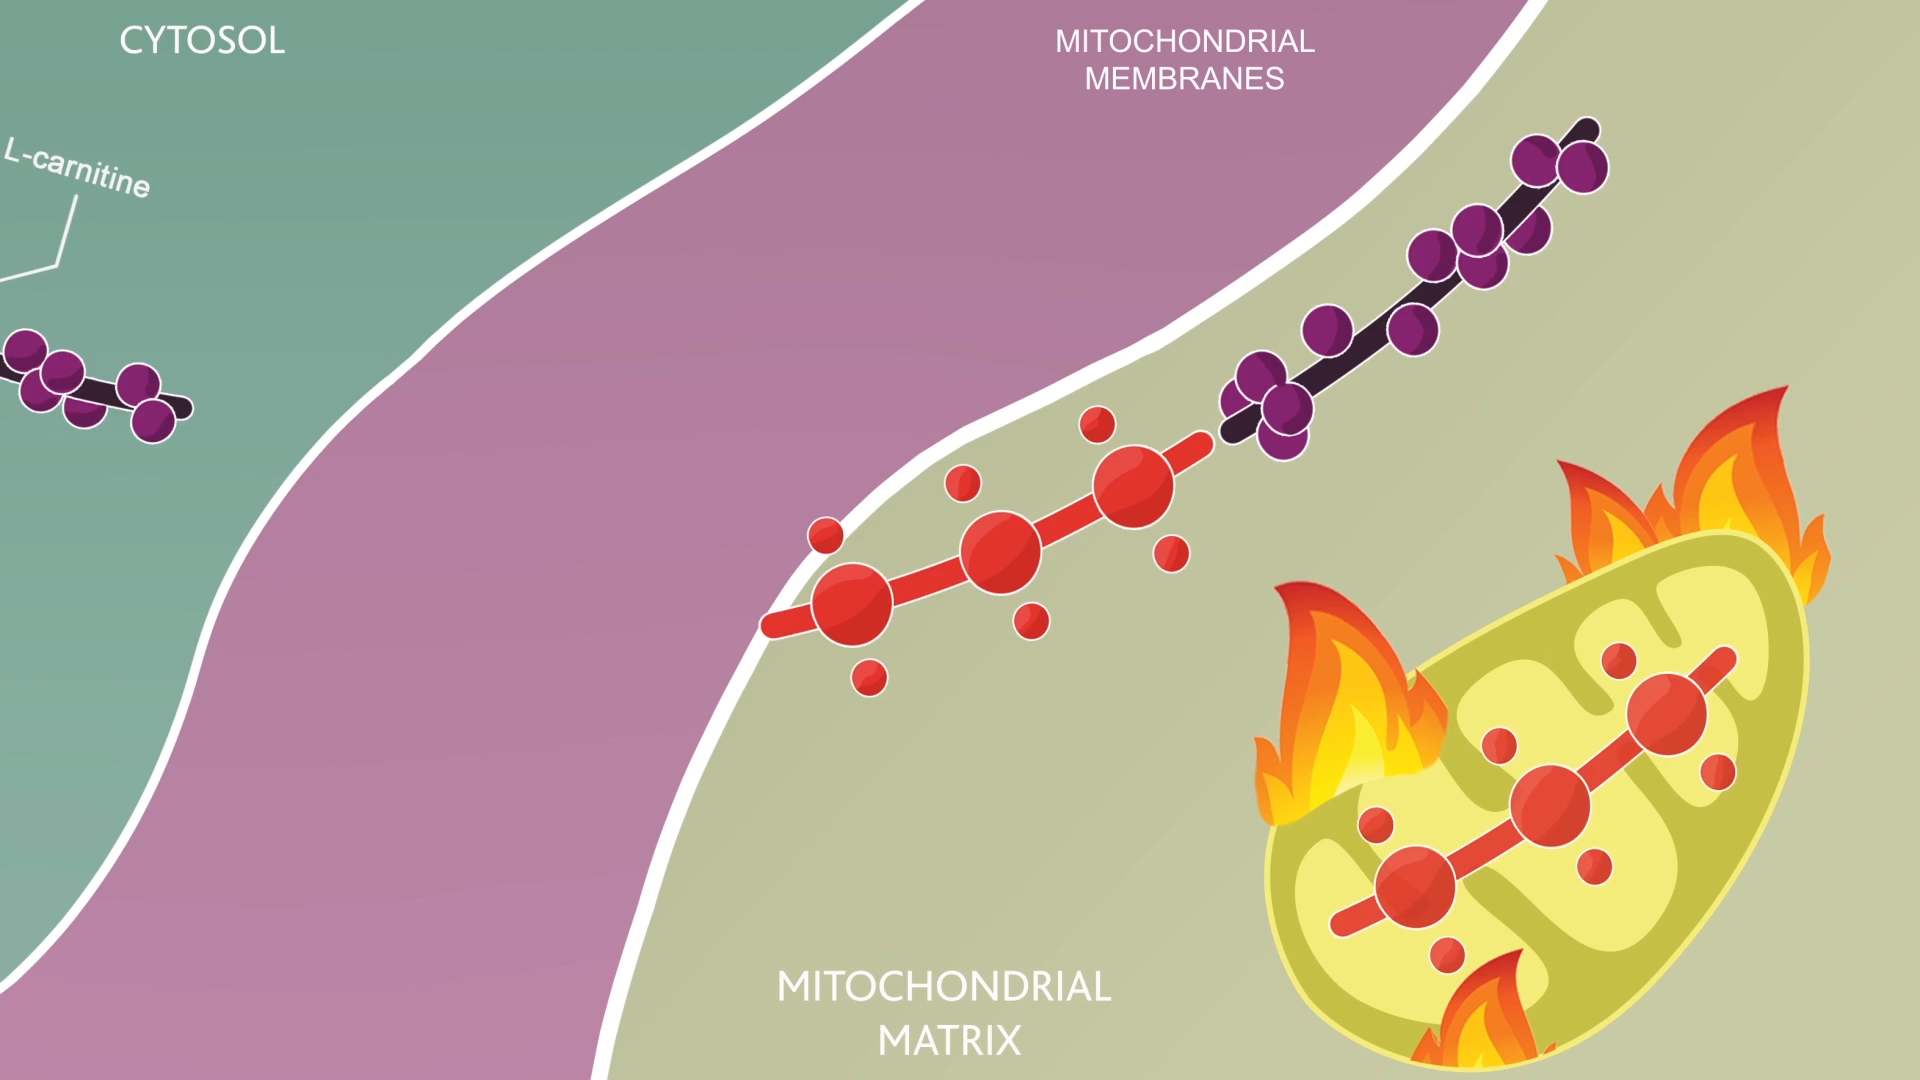 CYTOSOL
MITOCHONDRIAL
MEMBRANES
L-carnitine
MITOCHONDRIAL
MATRIX